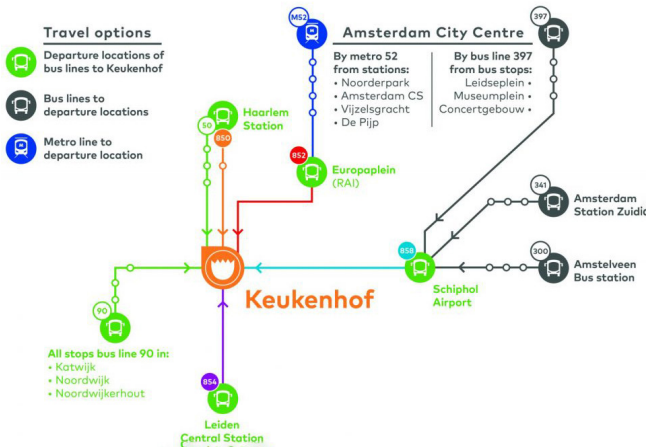 Travel options
Departure locations of
bus lines to Keukenhof
Bus lines to
departure locations
Metro line to
departure location
M52
Amsterdam City Centre
By metro 52
from stations:
• Noorderpark
• Amsterdam CS
• Vijzelsgracht
• De Pijp
By bus line 397
from bus stops:
Leidseplein •
Museumplein •
Concertgebouw •
397
50
850
Haarlem
Station
852
Europaplein
(RAI)
341
Amsterdam
Station Zuid
858
300
Amstelveen
Bus station
Schiphol
Airport
Keukenhof
90
All stops bus line 90 in:
• Katwijk
• Noordwijk
• Noordwijkerhout
854
Leiden
Central Station